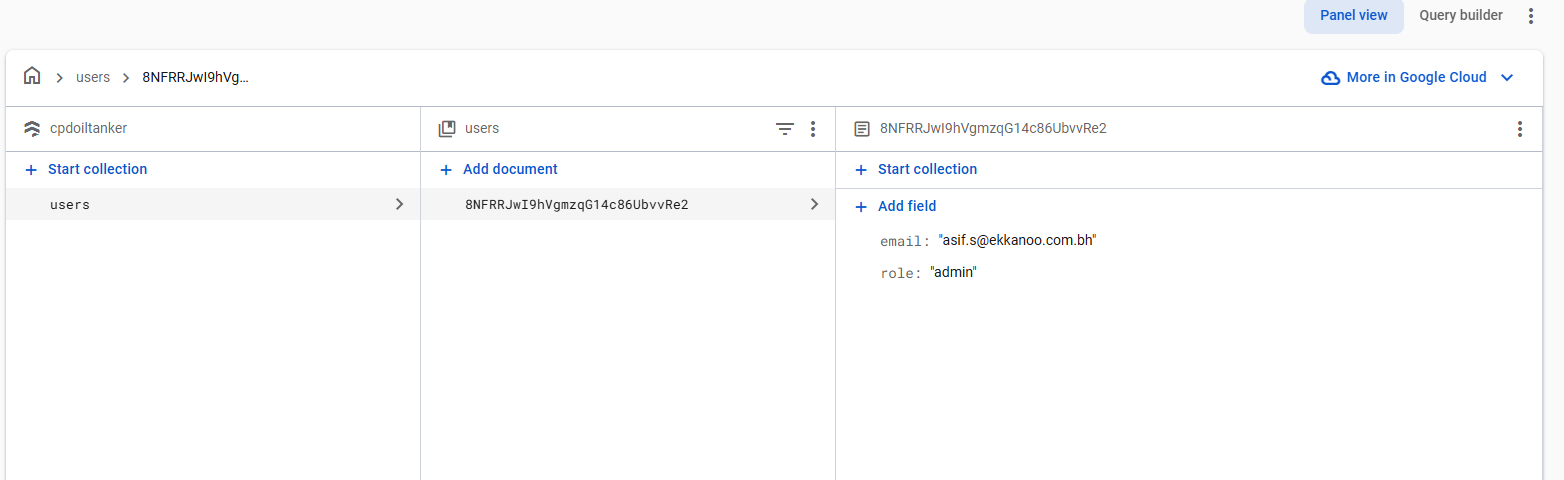 Panel view Query builder
users 8NFRRJwI9hVg... More in Google Cloud
cpdoiltanker users 8NFRRJwI9hVgmzqG14c86UbvvRe2
+ Start collection + Add document + Start collection
users 8NFRRJwI9hVgmzqG14c86UbvvRe2 + Add field
email: "asif.s@ekkanoo.com.bh"
role: "admin"